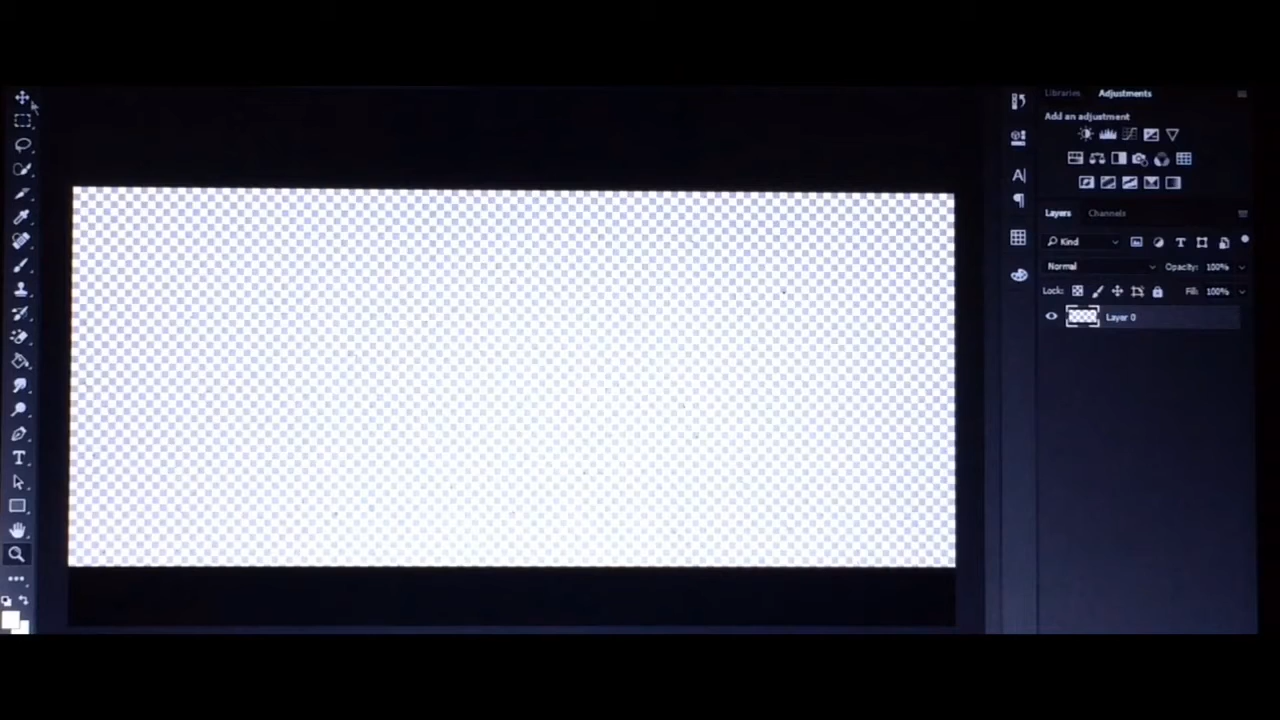 Libraries Adjustments
Add an adjustment
Layers Channels
Kind
Normal Opacity: 100%
Lock: Fill: 100%
Layer 0